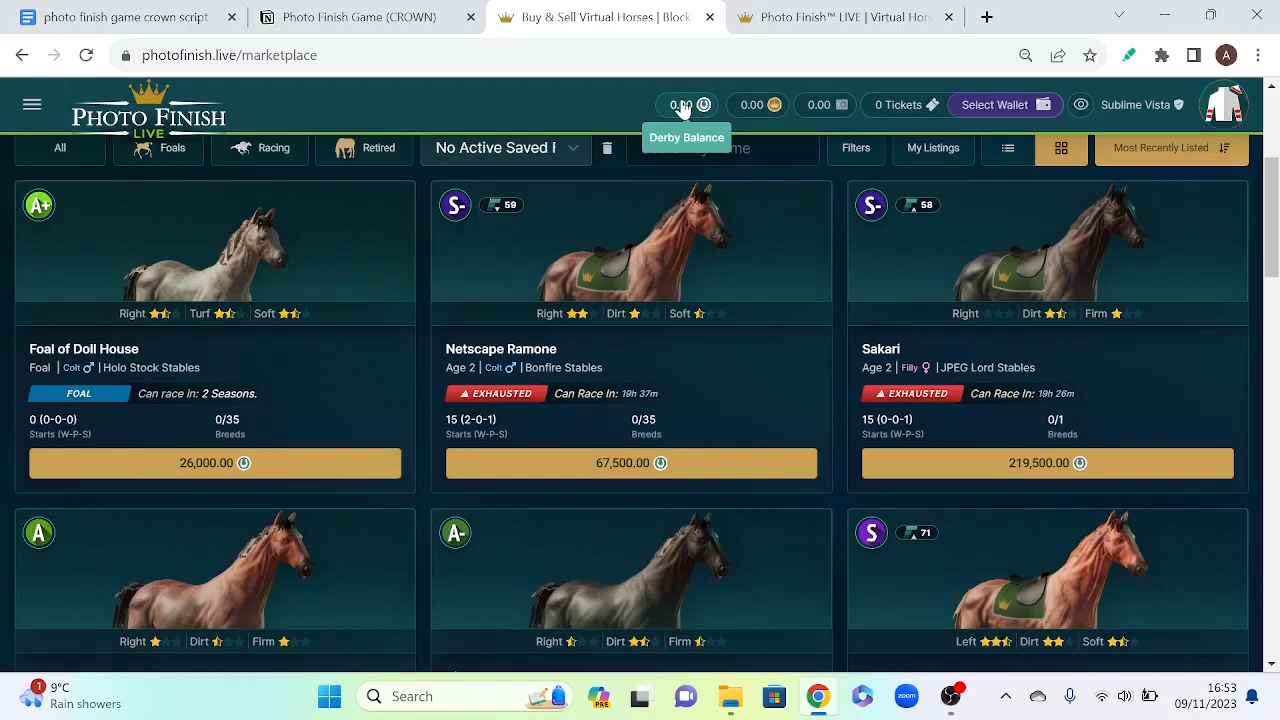 Photo Finish game crown script
Photo Finish Game (CROWN)
Buy & Sell Virtual Horses | Block
Photo Finish™ LIVE | Virtual Hors
photofinish.live/marketplace
A
PHOTO FINISH
LIVE
0.00
0.00
0 Tickets
Select Wallet
Sublime Vista
Derby Balance
All
Foals
Racing
Retired
No Active Saved F
Filters
My Listings
Most Recently Listed
A+
Right
Turf
Soft
Foal of Doll House
Foal | Colt | Holo Stock Stables
FOAL
Can race in: 2 Seasons.
0 (0-0-0)
0/35
Starts (W-P-S)
Breeds
26,000.00
S-
59
Right
Dirt
Soft
Netscape Ramone
Age 2 | Colt | Bonfire Stables
EXHAUSTED
Can Race In: 19h 37m
15 (2-0-1)
0/35
Starts (W-P-S)
Breeds
67,500.00
S-
58
Right
Dirt
Firm
Sakari
Age 2 | Filly | JPEG Lord Stables
EXHAUSTED
Can Race In: 19h 26m
15 (0-0-1)
0/1
Starts (W-P-S)
Breeds
219,500.00
A
Right
Dirt
Firm
A-
Right
Dirt
Firm
S
71
Left
Dirt
Soft
1
9°C
Rain showers
Search
PRE
zoom
16:53
09/11/2023